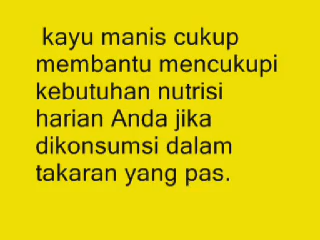 kayu manis cukup
membantu mencukupi
kebutuhan nutrisi
harian Anda jika
dikonsumsi dalam
takaran yang pas.